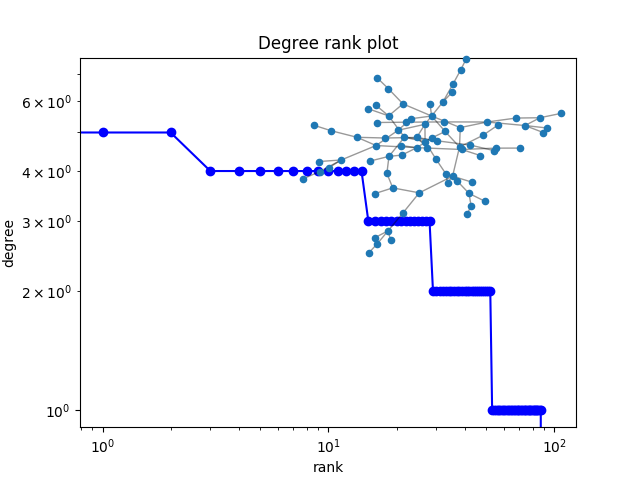 Degree rank plot
degree
6 × 10⁰
4 × 10⁰
3 × 10⁰
2 × 10⁰
10⁰
10⁰ 10¹ 10²
rank